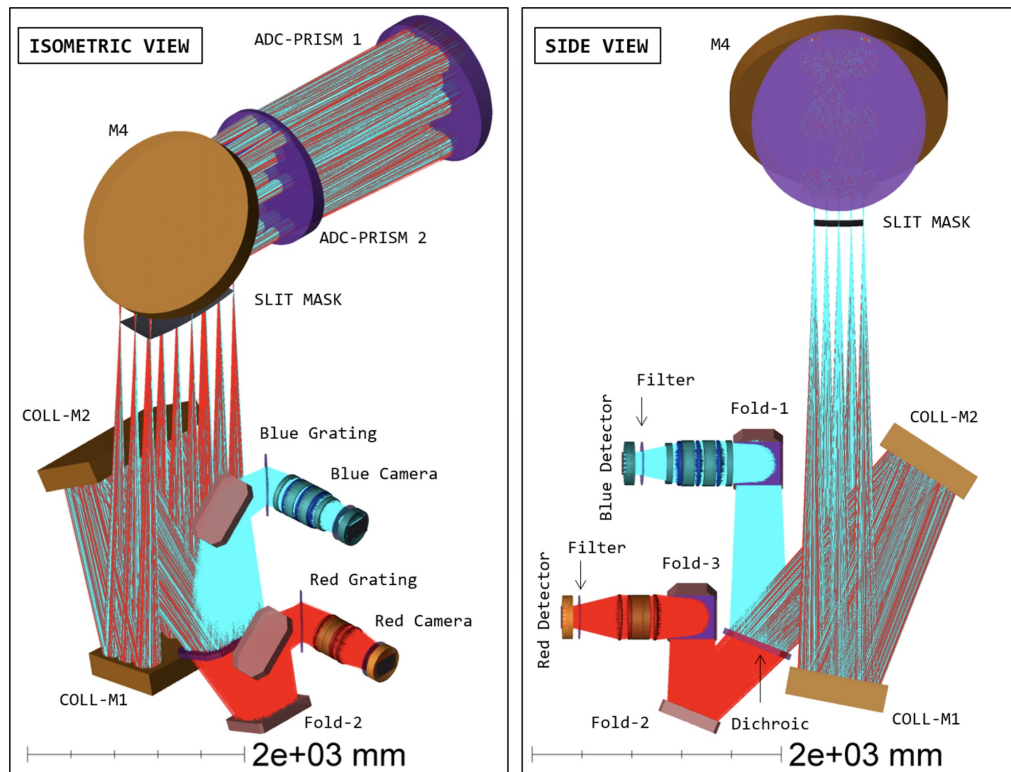 ISOMETRIC VIEW
ADC-PRISM 1
M4
ADC-PRISM 2
SLIT MASK
COLL-M2
Blue Grating
Blue Camera
Red Grating
Red Camera
COLL-M1
Fold-2
2e+03 mm
SIDE VIEW
M4
SLIT MASK
Filter
Fold-1
COLL-M2
Blue Detector
Filter
Fold-3
Red Detector
Fold-2
Dichroic
COLL-M1
2e+03 mm